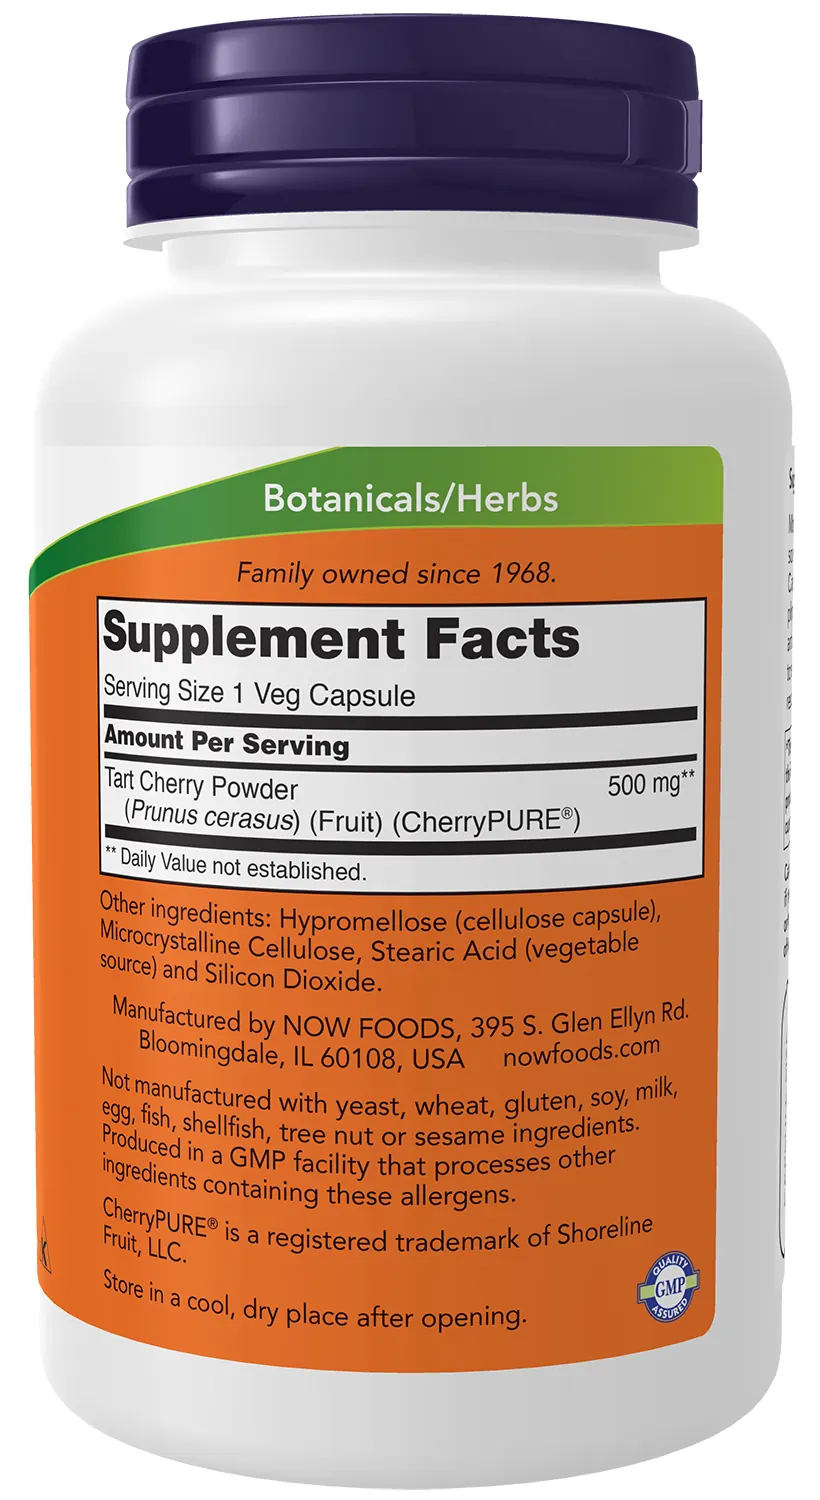 Botanicals/Herbs
Family owned since 1968.
Supplement Facts
Serving Size 1 Veg Capsule
Amount Per Serving
Tart Cherry Powder 500 mg**
(Prunus cerasus) (Fruit) (CherryPURE®)
** Daily Value not established.
Other ingredients: Hypromellose (cellulose capsule),
Microcrystalline Cellulose, Stearic Acid (vegetable
source) and Silicon Dioxide.
Manufactured by NOW FOODS, 395 S. Glen Ellyn Rd.
Bloomingdale, IL 60108, USA nowfoods.com
Not manufactured with yeast, wheat, gluten, soy, milk,
egg, fish, shellfish, tree nut or sesame ingredients.
Produced in a GMP facility that processes other
ingredients containing these allergens.
CherryPURE® is a registered trademark of Shoreline
Fruit, LLC.
Store in a cool, dry place after opening.
QUALITY
GMP
ASSURED
K